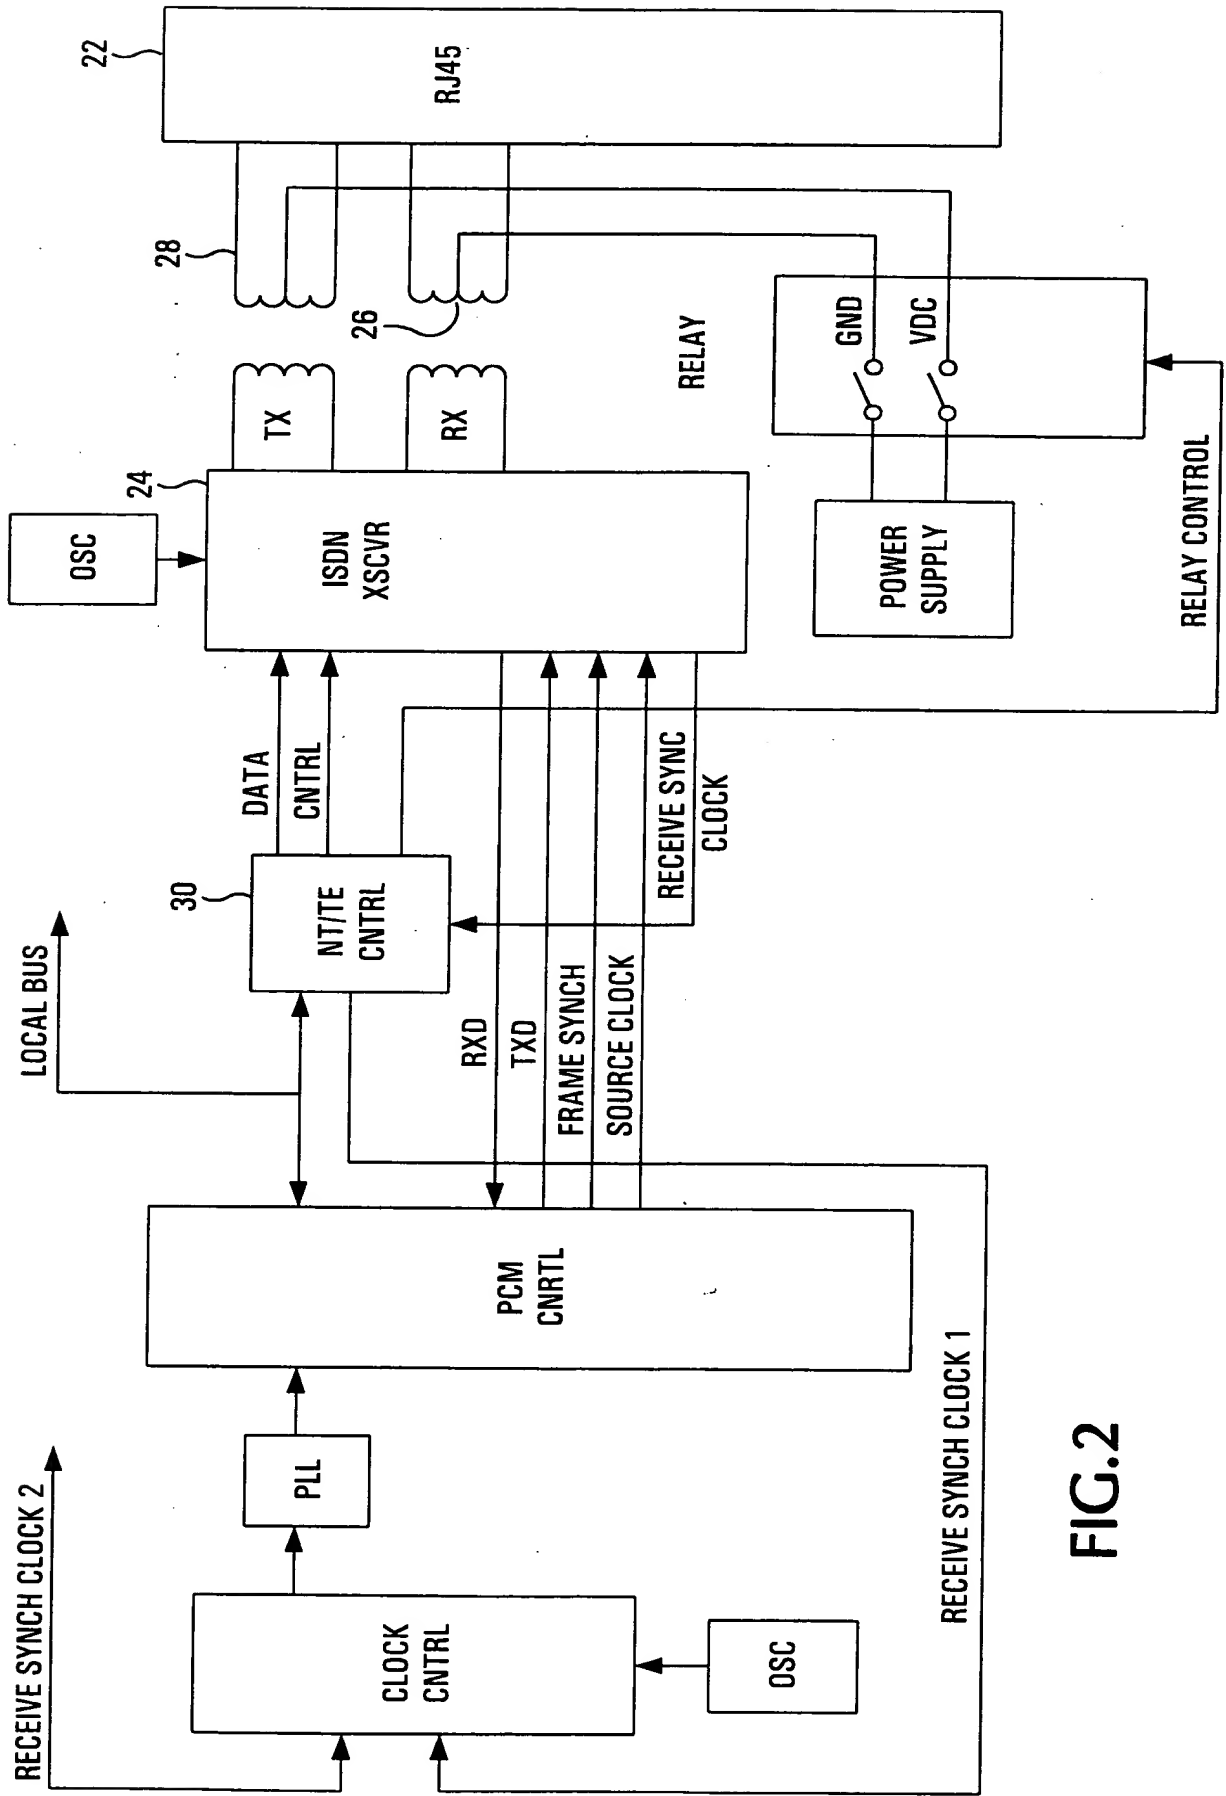 RECEIVE SYNCH CLOCK 2
LOCAL BUS
OSC
22
24
28
30
CLOCK
CNTRL
PLL
PCM
CNRTL
NT/TE
CNTRL
DATA
CNTRL
ISDN
XSCVR
TX
RX
26
RJ45
RXD
TXD
FRAME SYNCH
SOURCE CLOCK
RECEIVE SYNC
CLOCK
RELAY
GND
VDC
OSC
POWER
SUPPLY
RECEIVE SYNCH CLOCK 1
RELAY CONTROL
FIG.2